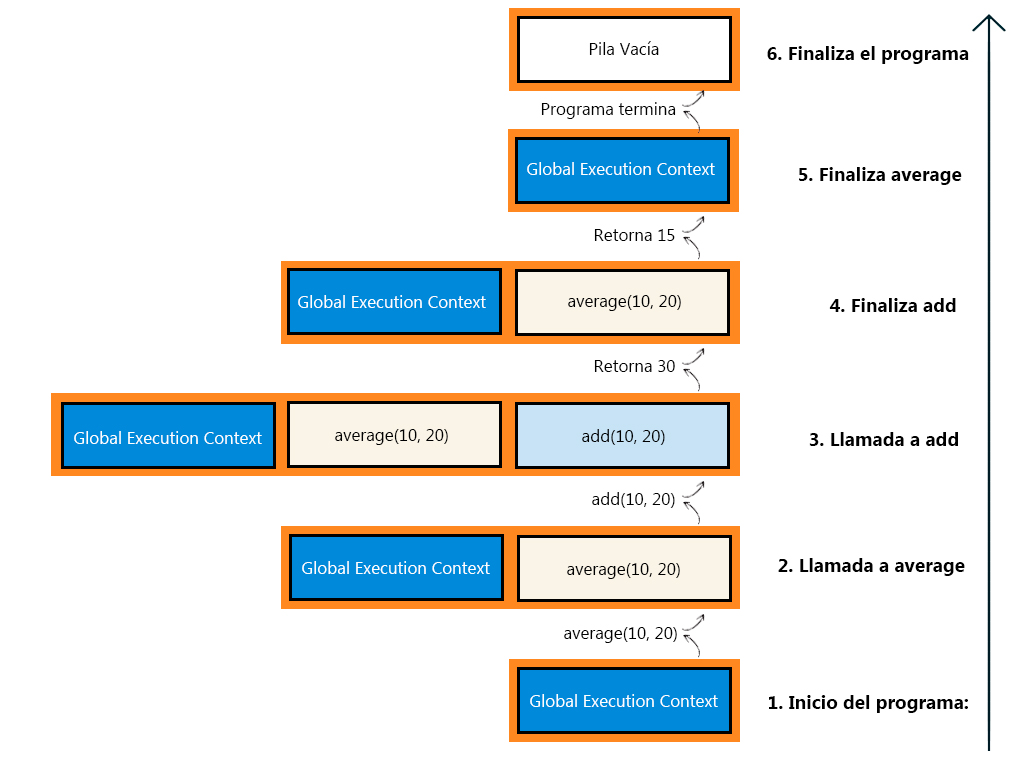 Pila Vacía
6. Finaliza el programa
Programa termina
Global Execution Context
5. Finaliza average
Retorna 15
Global Execution Context
average(10, 20)
4. Finaliza add
Retorna 30
Global Execution Context
average(10, 20)
add(10, 20)
3. Llamada a add
add(10, 20)
Global Execution Context
average(10, 20)
2. Llamada a average
average(10, 20)
Global Execution Context
1. Inicio del programa: